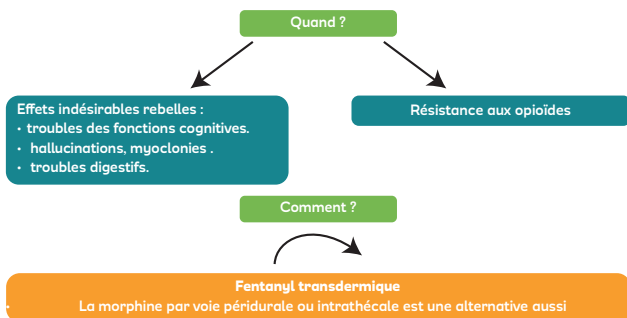 Quand ?
Effets indésirables rebelles :
• troubles des fonctions cognitives.
• hallucinations, myoclonies .
• troubles digestifs.
Résistance aux opioïdes
Comment ?
Fentanyl transdermique
• La morphine par voie péridurale ou intrathécale est une alternative aussi